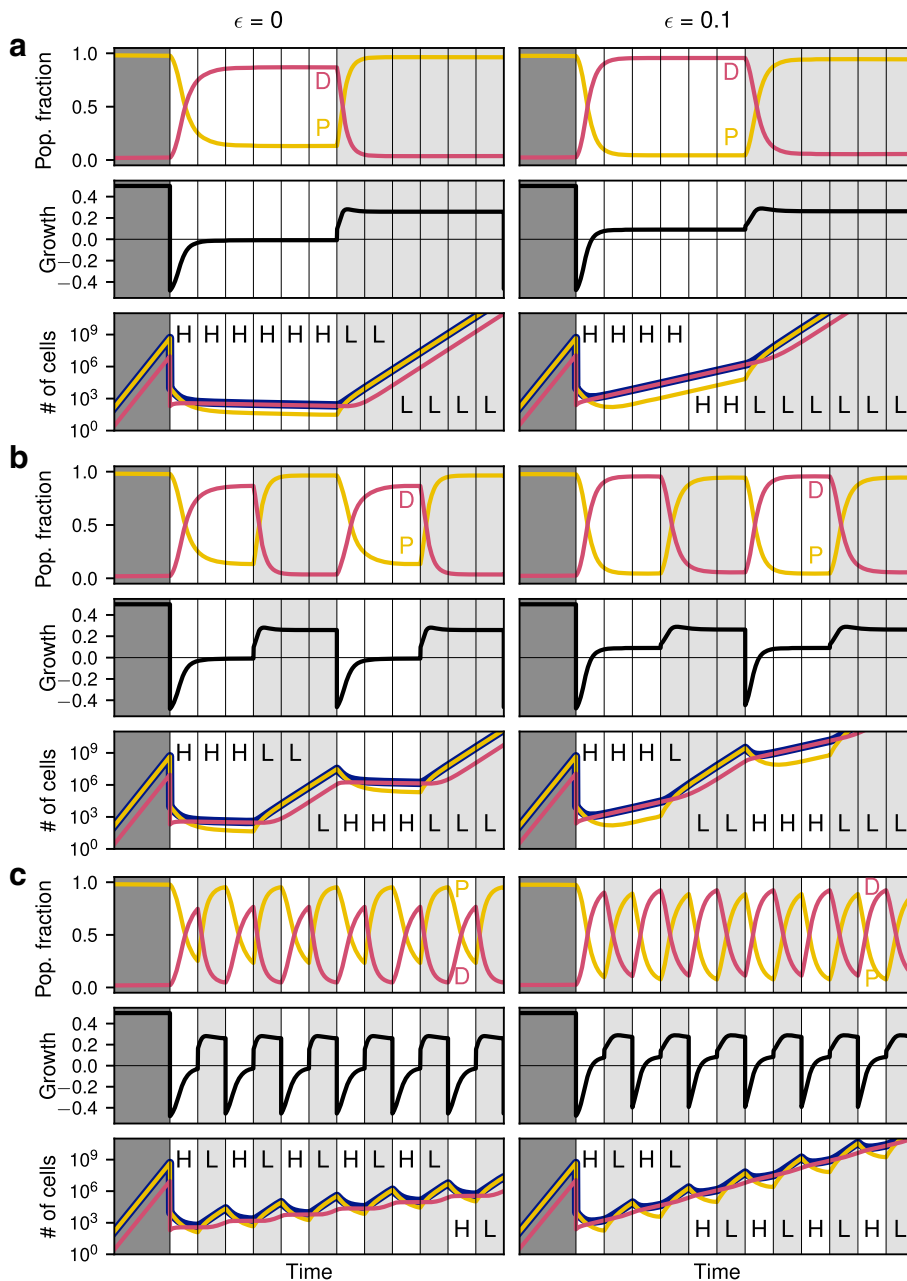 ϵ = 0 ϵ = 0.1
a
Pop. fraction
1.0
0.5
0.0
D
P
D
P
Growth
0.4
0.2
0.0
−0.2
−0.4
# of cells
10⁹
10⁶
10³
10⁰
H H H H H H L L
L L L L
H H H H
H H L L L L L L
b
Pop. fraction
1.0
0.5
0.0
D
P
D
P
Growth
0.4
0.2
0.0
−0.2
−0.4
# of cells
10⁹
10⁶
10³
10⁰
H H H L L
L H H H L L L
H H H L
L L H H H L L L
c
Pop. fraction
1.0
0.5
0.0
P
D
D
P
Growth
0.4
0.2
0.0
−0.2
−0.4
# of cells
10⁹
10⁶
10³
10⁰
H L H L H L H L H L
H L
H L H L
H L H L H L H L
Time Time